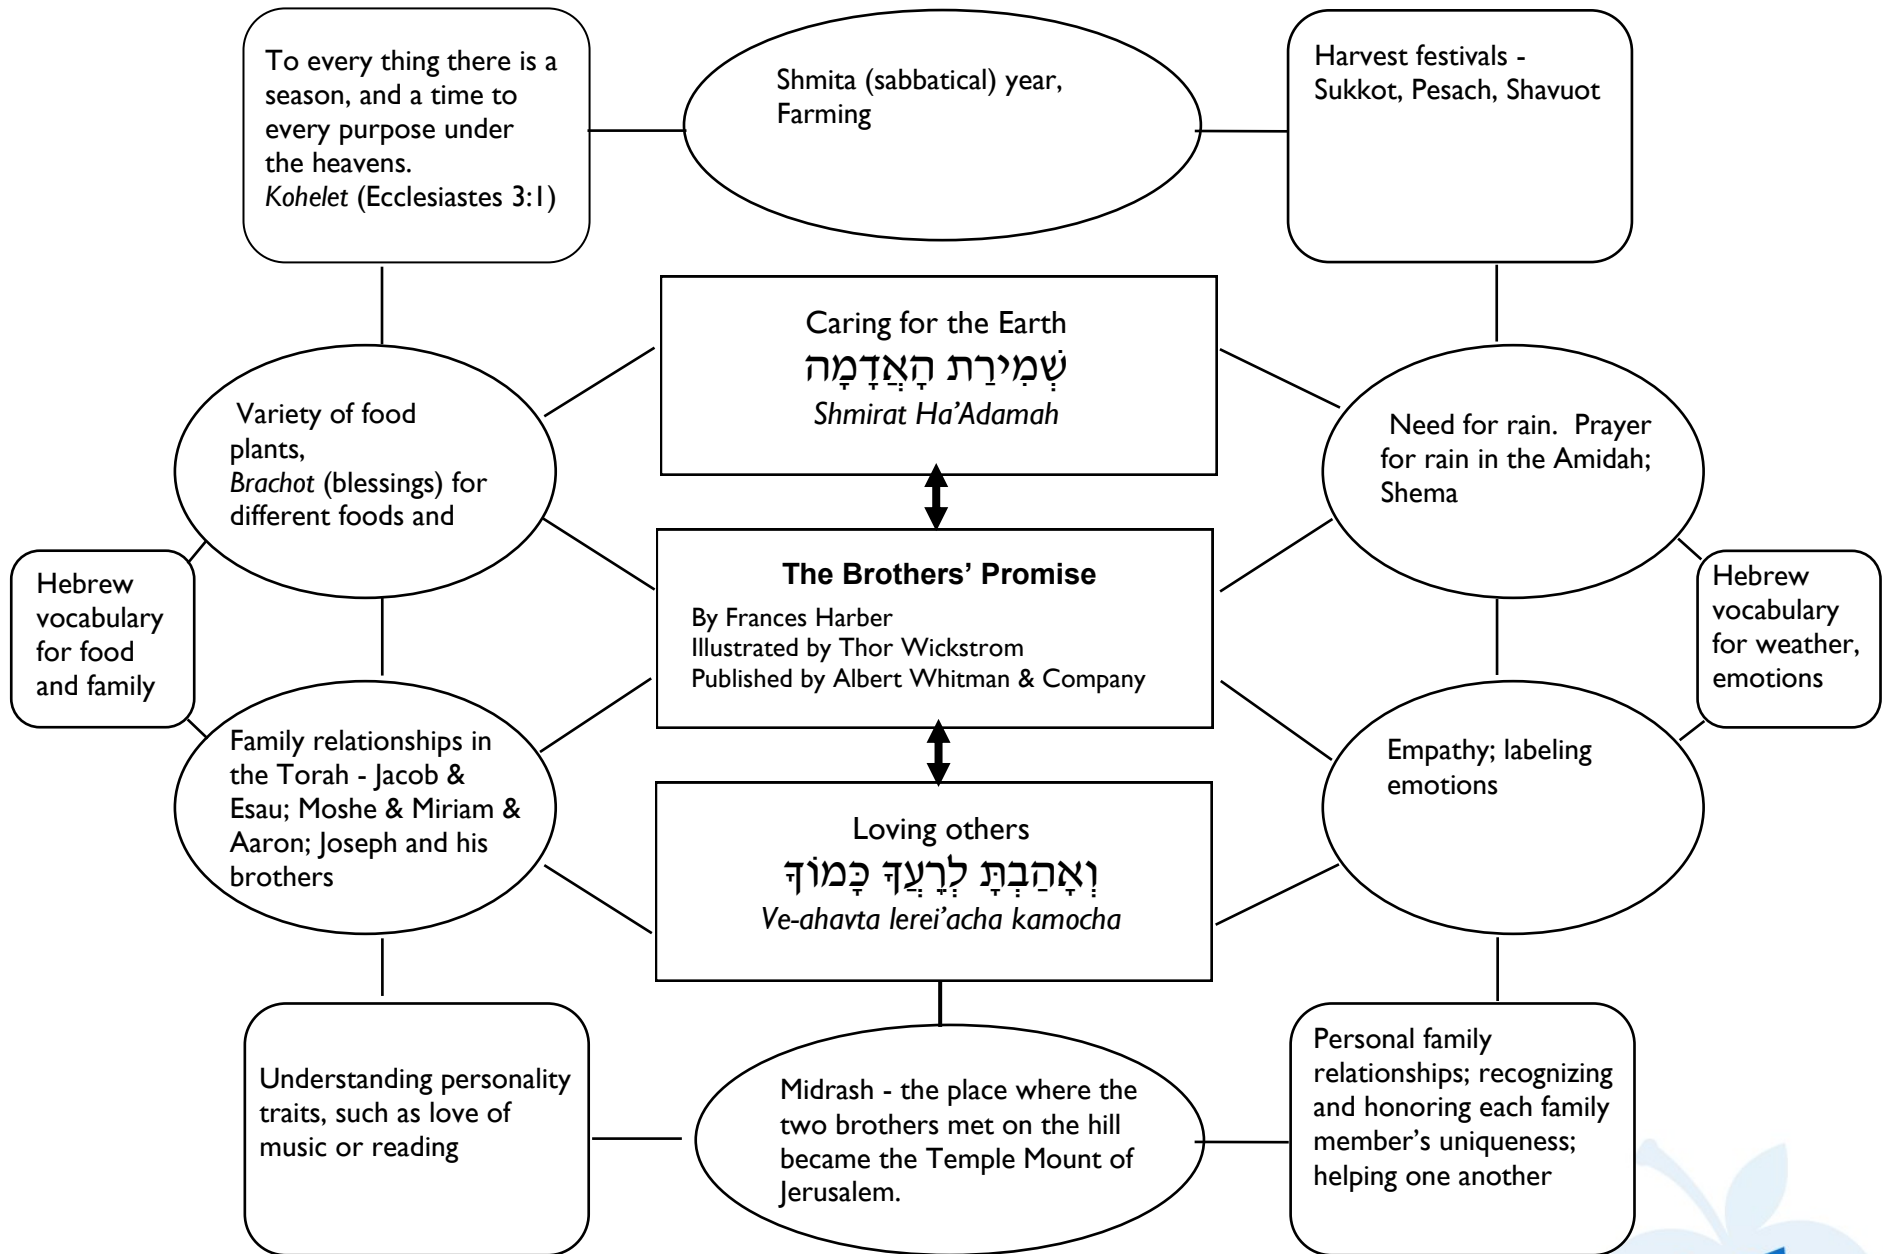 To every thing there is a
season, and a time to
every purpose under
the heavens.
Kohelet (Ecclesiastes 3:1)
Shmita (sabbatical) year,
Farming
Harvest festivals -
Sukkot, Pesach, Shavuot
Caring for the Earth
שְׁמִירַת הָאֲדָמָה
Shmirat Ha’Adamah
Variety of food
plants,
Brachot (blessings) for
different foods and
Need for rain.  Prayer
for rain in the Amidah;
Shema
Hebrew
vocabulary
for food
and family
The Brothers’ Promise
By Frances Harber
Illustrated by Thor Wickstrom
Published by Albert Whitman & Company
Hebrew
vocabulary
for weather,
emotions
Family relationships in
the Torah - Jacob &
Esau; Moshe & Miriam &
Aaron; Joseph and his
brothers
Loving others
וְאָהַבְתָּ לְרָעֲךָ כָּמוֹךָ
Ve-ahavta lerei’acha kamocha
Empathy; labeling
emotions
Understanding personality
traits, such as love of
music or reading
Midrash - the place where the
two brothers met on the hill
became the Temple Mount of
Jerusalem.
Personal family
relationships; recognizing
and honoring each family
member’s uniqueness;
helping one another